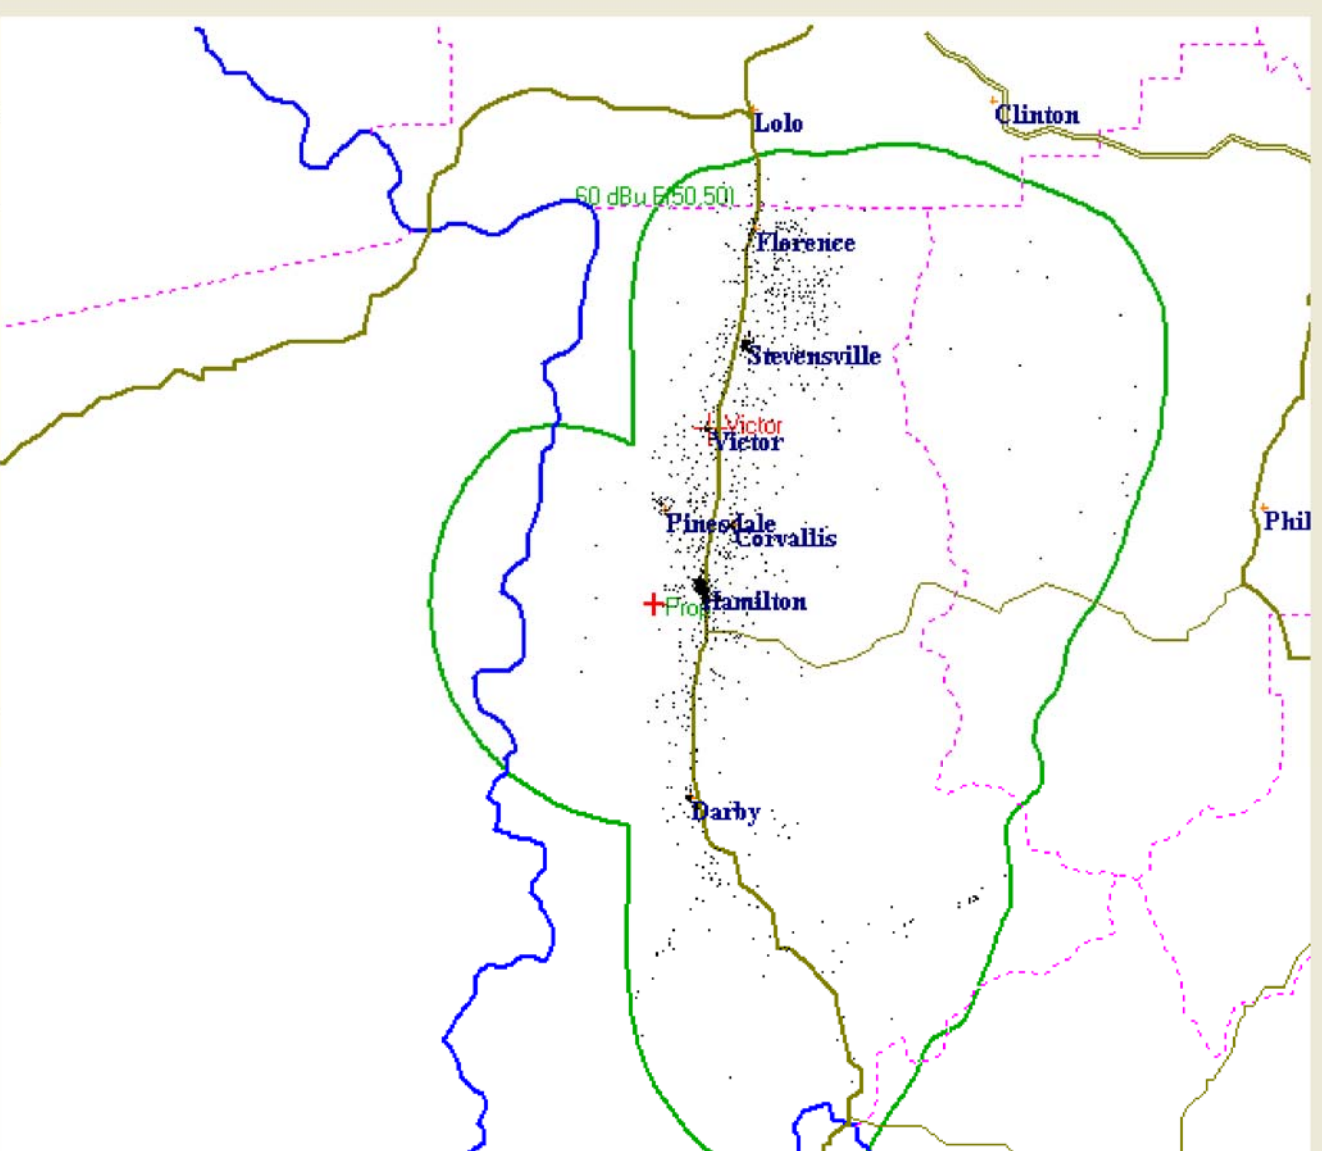 Lolo
Clinton
60 dBu F(50,50)
Florence
Stevensville
Victor
Victor
Pinesdale
Corvallis
Phil
Hamilton
Prop
Darby